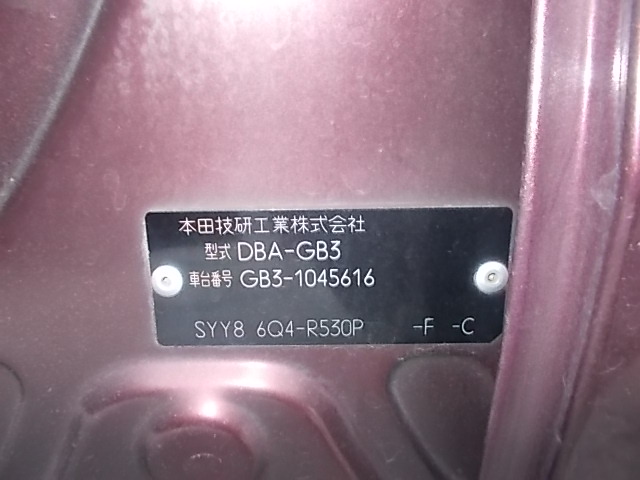 本田技研工業株式会社
型式 DBA-GB3
車台番号 GB3-1045616
SYY8 6Q4-R530P -F -C